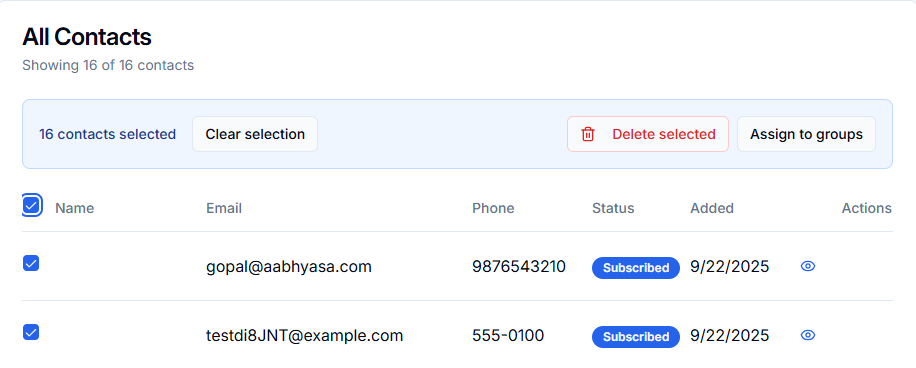 All Contacts
Showing 16 of 16 contacts
16 contacts selected Clear selection Delete selected Assign to groups
Name Email Phone Status Added Actions
gopal@aabhyasa.com 9876543210 Subscribed 9/22/2025
testdi8JNT@example.com 555-0100 Subscribed 9/22/2025